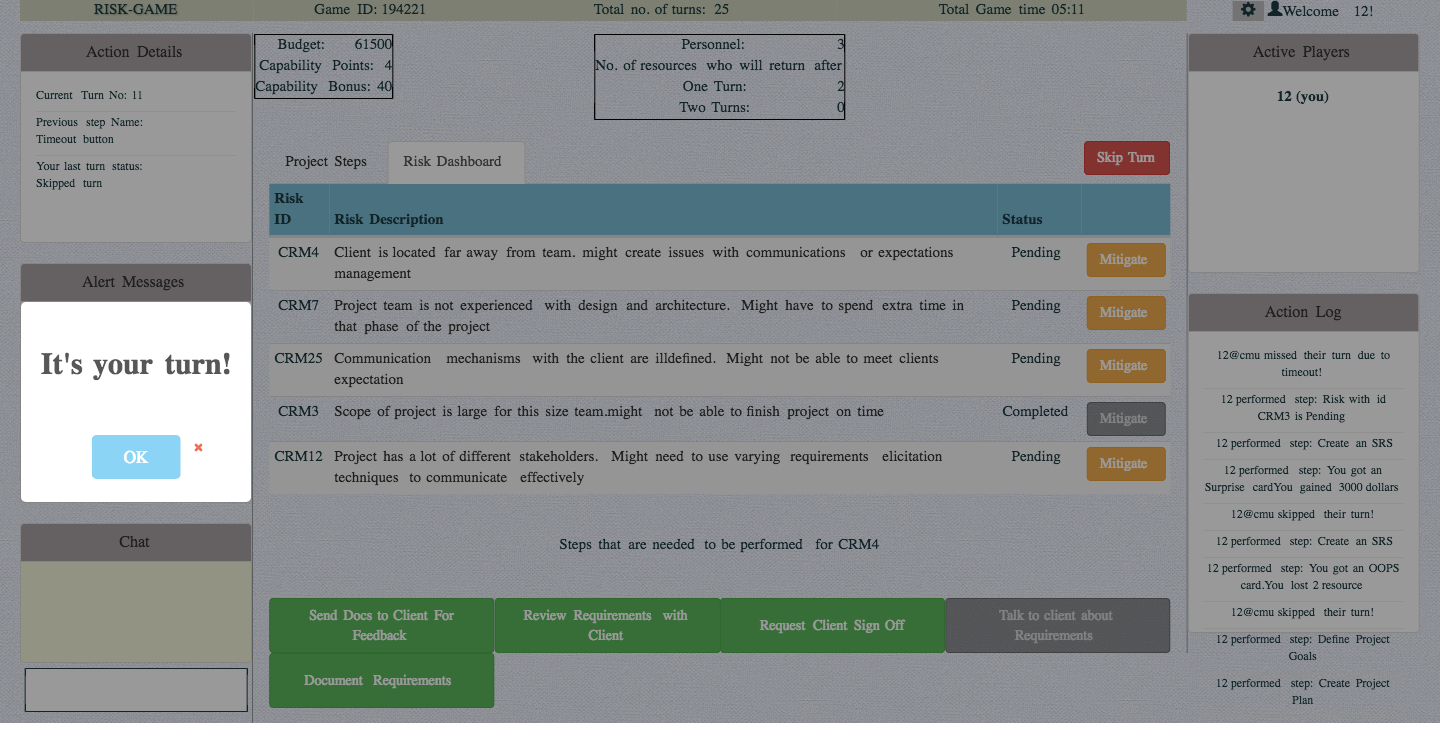 RISK-GAME
Game ID: 194221
Total no. of turns: 25
Total Game time 05:11
Welcome 12!
Action Details
Current Turn No: 11
Previous step Name:
Timeout button
Your last turn status:
Skipped turn
Alert Messages
It's your turn!
OK
Chat
Budget: 61500
Capability Points: 4
Capability Bonus: 40
Personnel: 3
No. of resources who will return after
One Turn: 2
Two Turns: 0
Project Steps
Risk Dashboard
Skip Turn
Risk
ID
Risk Description
Status
CRM4 Client is located far away from team. might create issues with communications or expectations Pending Mitigate
management
CRM7 Project team is not experienced with design and architecture. Might have to spend extra time in Pending Mitigate
that phase of the project
CRM25 Communication mechanisms with the client are illdefined. Might not be able to meet clients Pending Mitigate
expectation
CRM3 Scope of project is large for this size team.might not be able to finish project on time Completed Mitigate
CRM12 Project has a lot of different stakeholders. Might need to use varying requirements elicitation Pending Mitigate
techniques to communicate effectively
Steps that are needed to be performed for CRM4
Send Docs to Client For
Feedback
Review Requirements with
Client
Request Client Sign Off
Talk to client about
Requirements
Document Requirements
Active Players
12 (you)
Action Log
12@cmu missed their turn due to
timeout!
12 performed step: Risk with id
CRM3 is Pending
12 performed step: Create an SRS
12 performed step: You got an
Surprise cardYou gained 3000 dollars
12@cmu skipped their turn!
12 performed step: Create an SRS
12 performed step: You got an OOPS
card.You lost 2 resource
12@cmu skipped their turn!
12 performed step: Define Project
Goals
12 performed step: Create Project
Plan